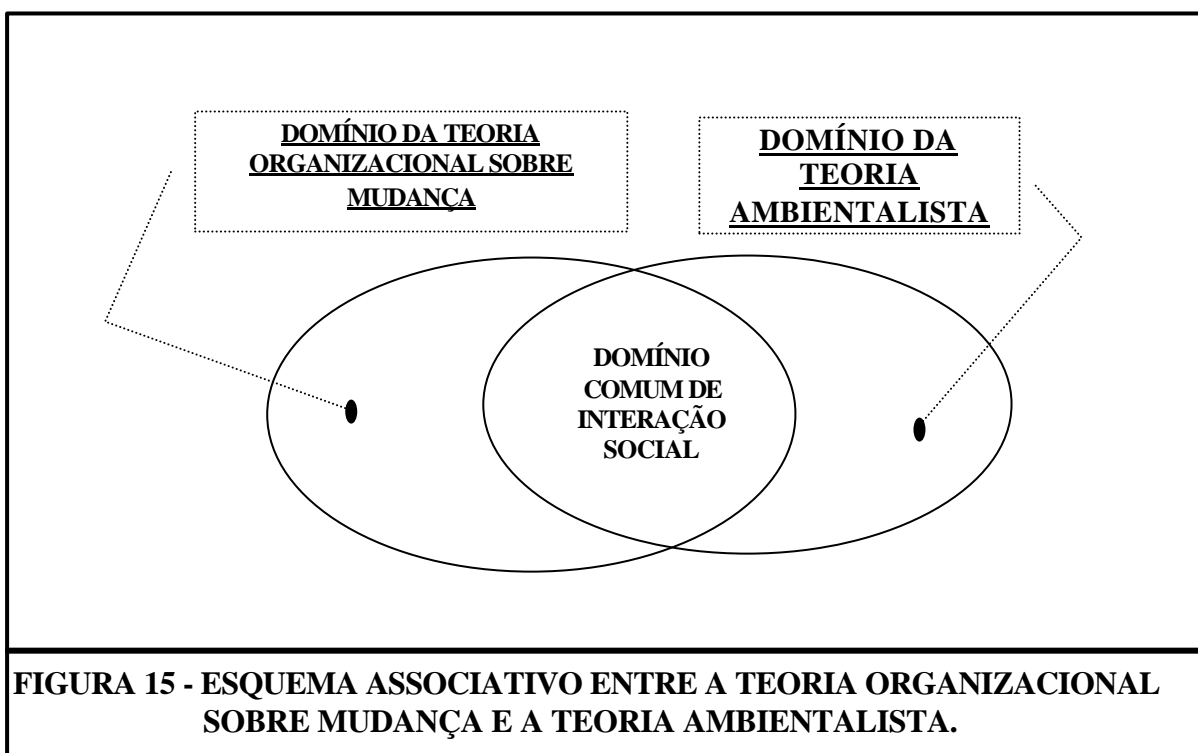 DOMÍNIO DA TEORIA
ORGANIZACIONAL SOBRE
MUDANÇA
DOMÍNIO DA
TEORIA
AMBIENTALISTA
DOMÍNIO
COMUM DE
INTERAÇÃO
SOCIAL
FIGURA 15 - ESQUEMA ASSOCIATIVO ENTRE A TEORIA ORGANIZACIONAL
SOBRE MUDANÇA E A TEORIA AMBIENTALISTA.